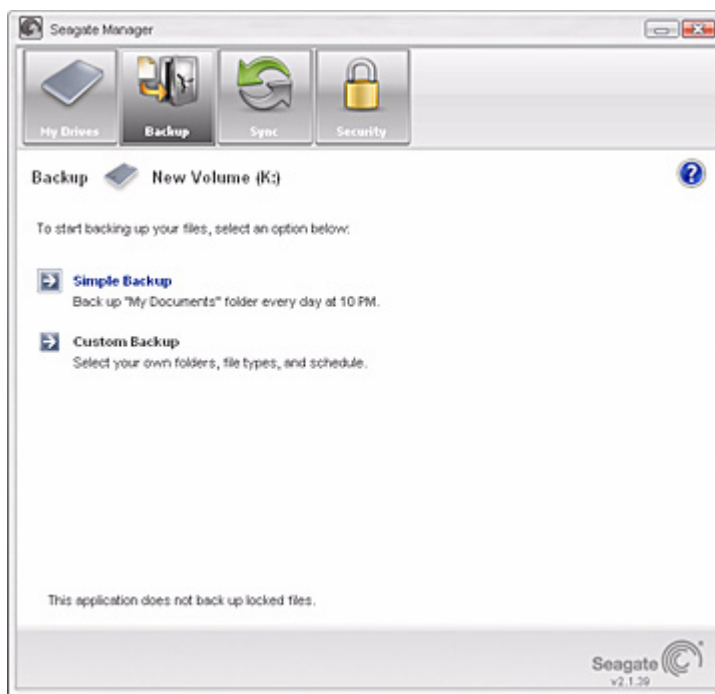 Seagate Manager
My Drives
Backup
Sync
Security
Backup New Volume (K:)
To start backing up your files, select an option below:
Simple Backup
Back up "My Documents" folder every day at 10 PM.
Custom Backup
Select your own folders, file types, and schedule.
This application does not back up locked files.
Seagate
v2.1.39